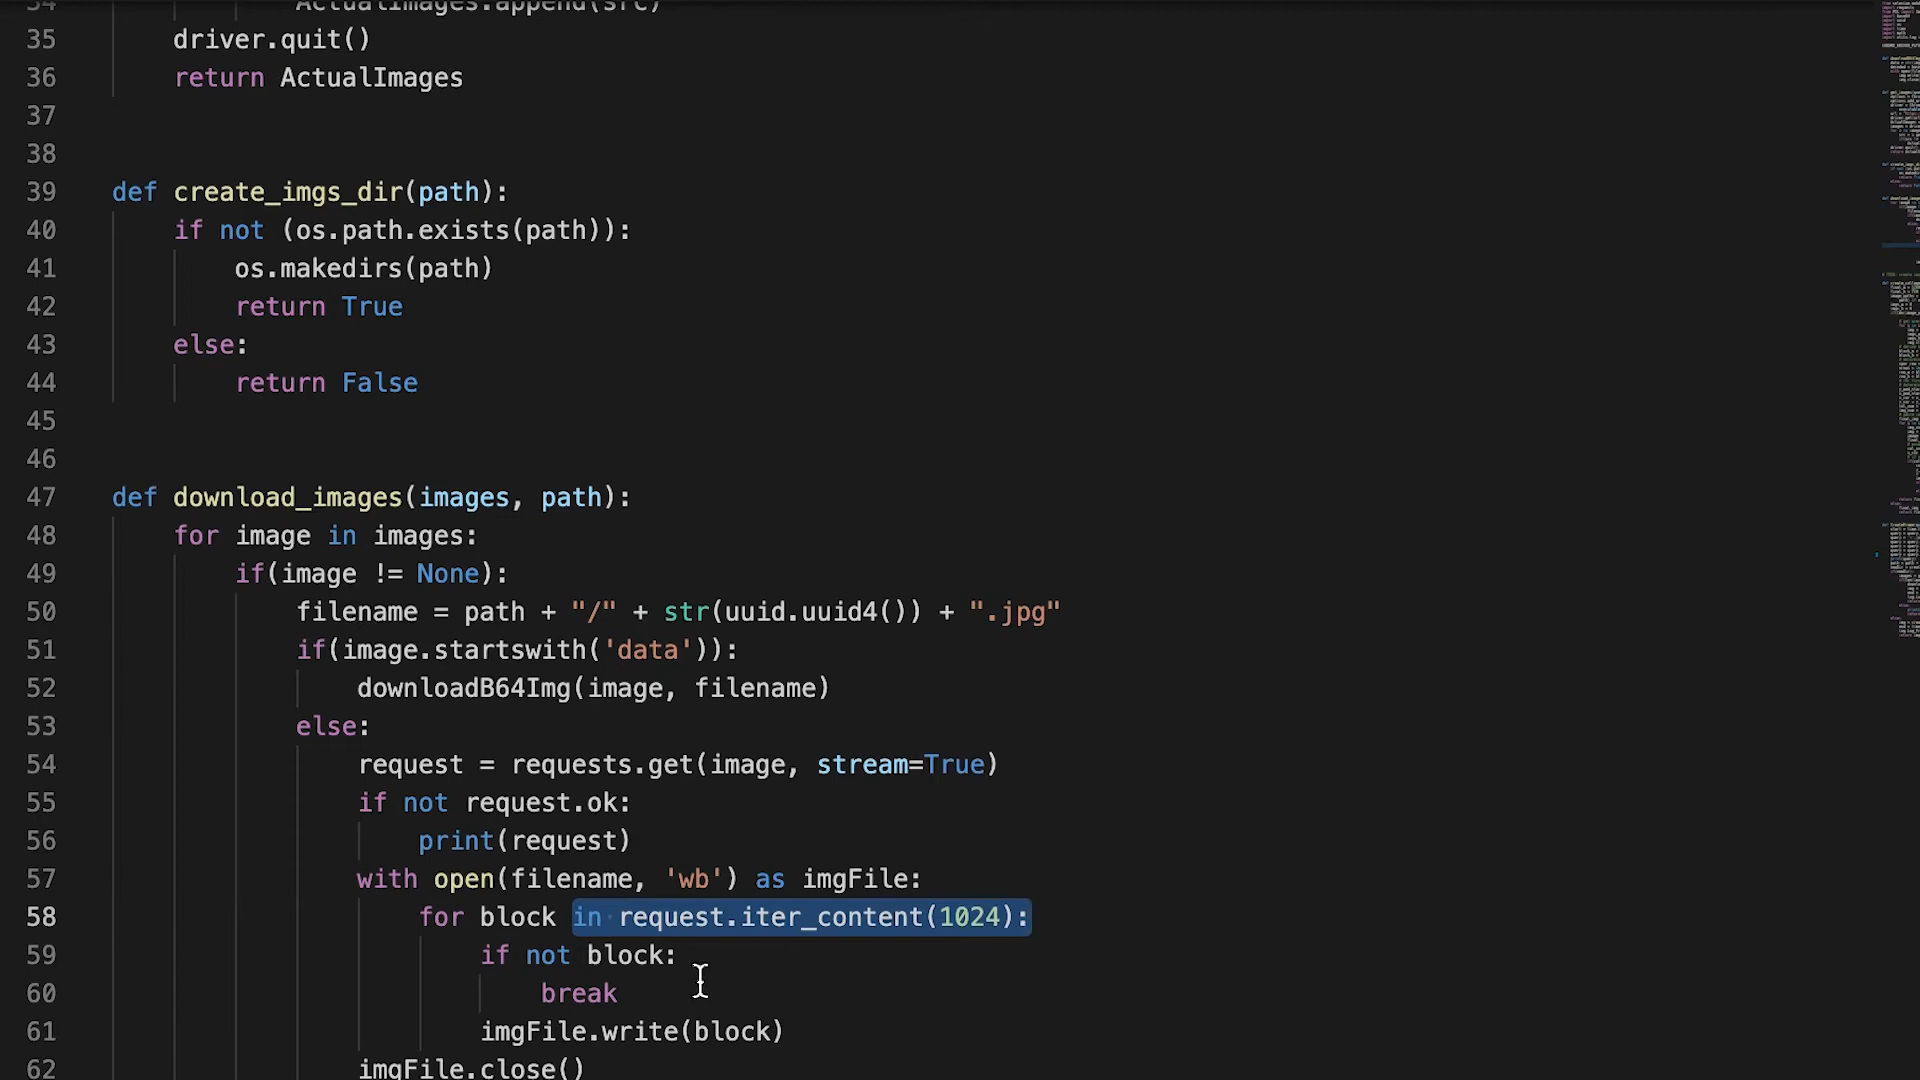 34 ActualImages.append(src)
35 driver.quit()
36 return ActualImages
37
38
39 def create_imgs_dir(path):
40 if not (os.path.exists(path)):
41 os.makedirs(path)
42 return True
43 else:
44 return False
45
46
47 def download_images(images, path):
48 for image in images:
49 if(image != None):
50 filename = path + "/" + str(uuid.uuid4()) + ".jpg"
51 if(image.startswith('data')):
52 downloadB64Img(image, filename)
53 else:
54 request = requests.get(image, stream=True)
55 if not request.ok:
56 print(request)
57 with open(filename, 'wb') as imgFile:
58 for block in request.iter_content(1024):
59 if not block:
60 break
61 imgFile.write(block)
62 imgFile.close()